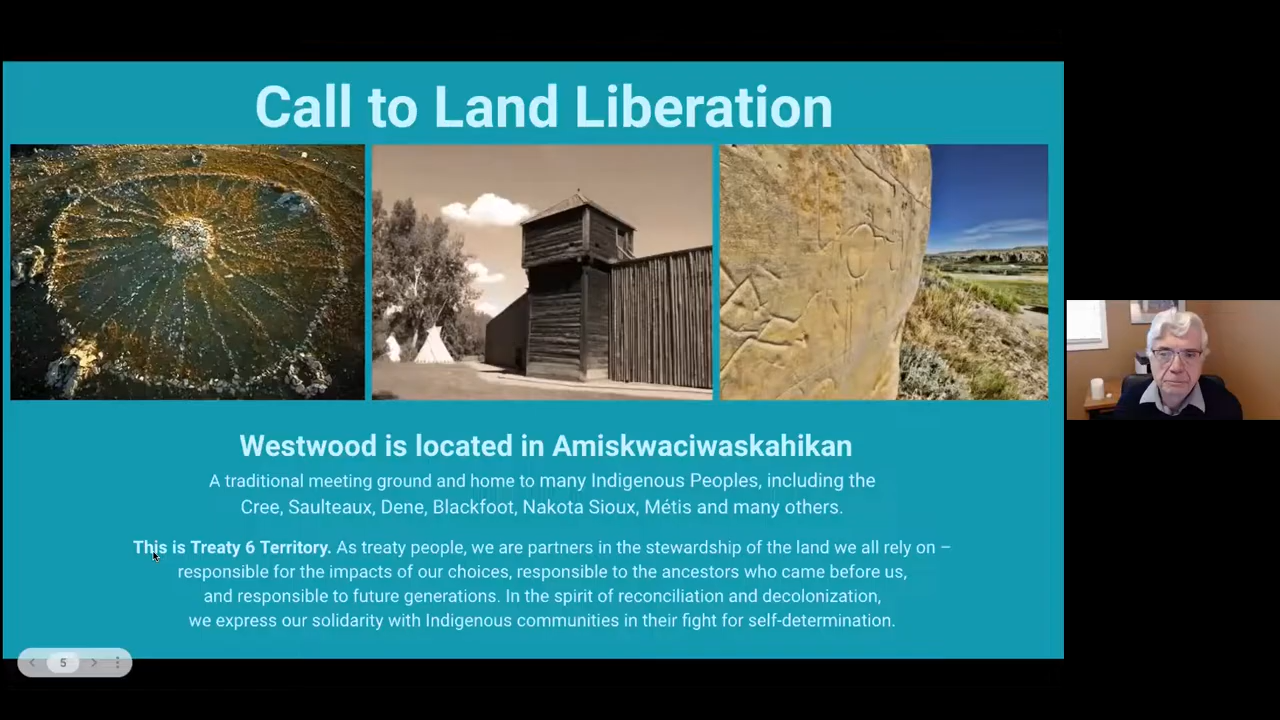 Call to Land Liberation
Westwood is located in Amiskwaciwaskahikan
A traditional meeting ground and home to many Indigenous Peoples, including the
Cree, Saulteaux, Dene, Blackfoot, Nakota Sioux, Métis and many others.
This is Treaty 6 Territory. As treaty people, we are partners in the stewardship of the land we all rely on –
responsible for the impacts of our choices, responsible to the ancestors who came before us,
and responsible to future generations. In the spirit of reconciliation and decolonization,
we express our solidarity with Indigenous communities in their fight for self-determination.
5